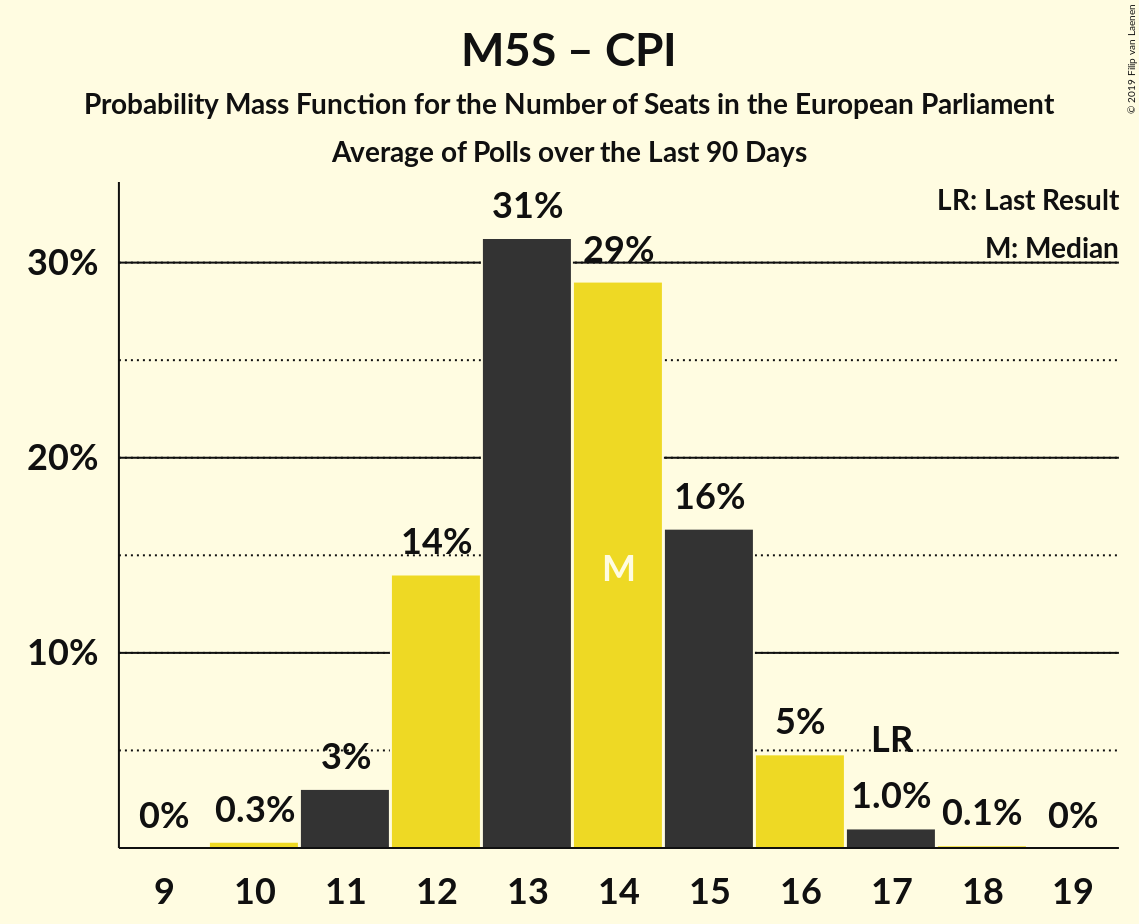 M5S – CPI
Probability Mass Function for the Number of Seats in the European Parliament
Average of Polls over the Last 90 Days
© 2019 Filip van Laenen
LR: Last Result
M: Median
30%
20%
10%
0%
0.3%
3%
14%
31%
29%
M
16%
5%
LR
1.0%
0.1%
0%
9 10 11 12 13 14 15 16 17 18 19